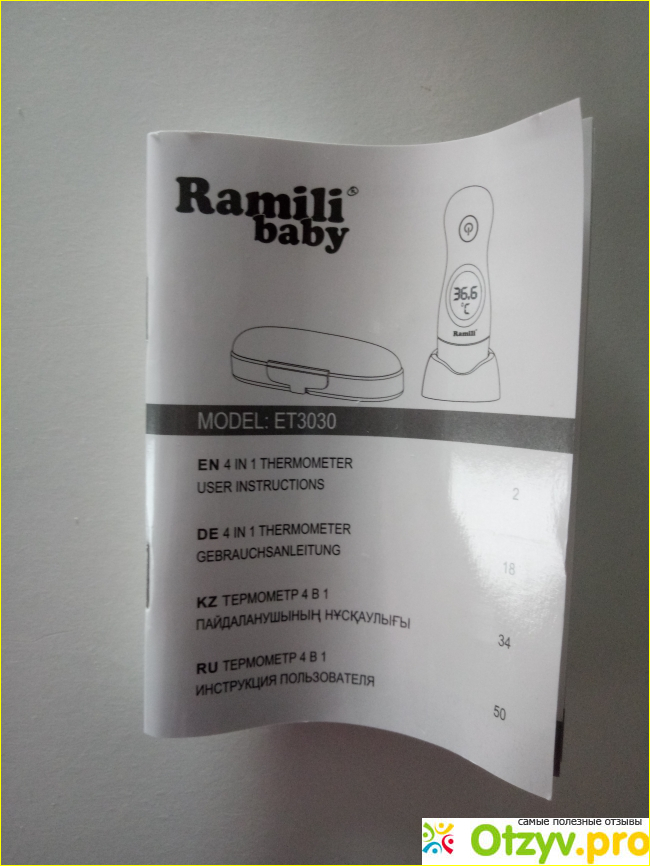 Ramili®
baby
36.6
°C
Ramili®
MODEL: ET3030
EN 4 IN 1 THERMOMETER
USER INSTRUCTIONS 2
DE 4 IN 1 THERMOMETER
GEBRAUCHSANLEITUNG 18
KZ ТЕРМОМЕТР 4 В 1
ПАЙДАЛАНУШЫНЫҢ НҰСҚАУЛЫҒЫ 34
RU ТЕРМОМЕТР 4 В 1
ИНСТРУКЦИЯ ПОЛЬЗОВАТЕЛЯ 50
самые полезные отзывы
Otzyv.pro